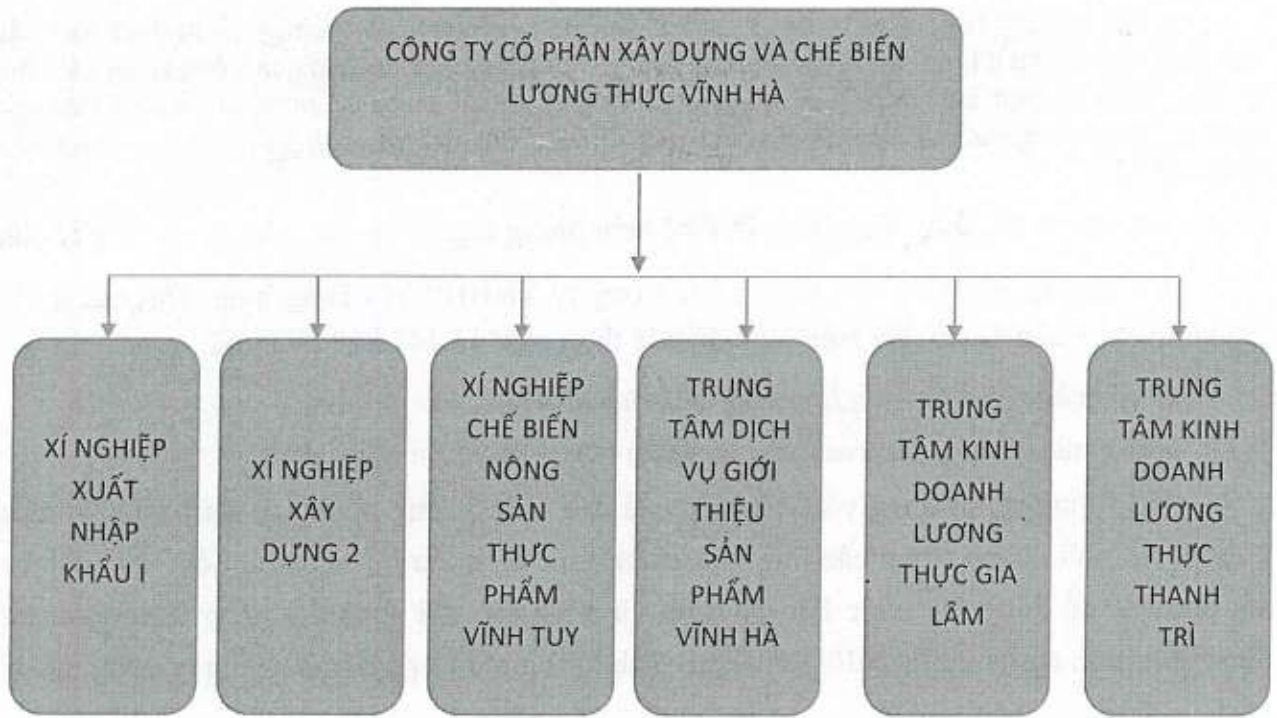 CÔNG TY CỔ PHẦN XÂY DỰNG VÀ CHẾ BIẾN
LƯƠNG THỰC VĨNH HÀ
XÍ NGHIỆP
XUẤT
NHẬP
KHẨU I
XÍ NGHIỆP
XÂY
DỰNG 2
XÍ NGHIỆP
CHẾ BIẾN
NÔNG
SẢN
THỰC
PHẨM
VĨNH TUY
TRUNG
TÂM DỊCH
VỤ GIỚI
THIỆU
SẢN
PHẨM
VĨNH HÀ
TRUNG
TÂM KINH
DOANH
LƯƠNG
THỰC GIA
LÂM
TRUNG
TÂM KINH
DOANH
LƯƠNG
THỰC
THANH
TRÌ